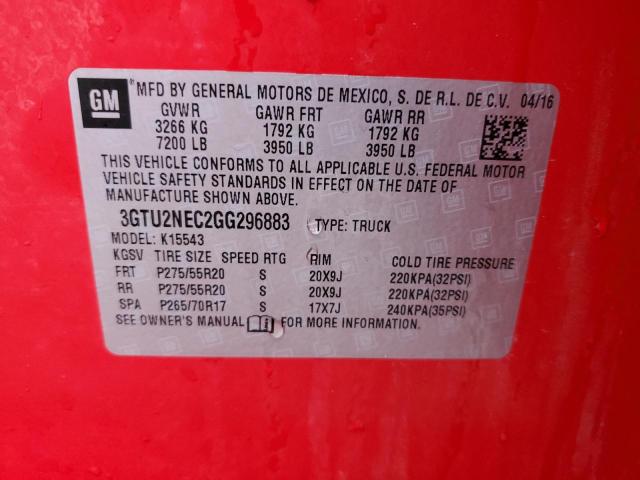 GM MFD BY GENERAL MOTORS DE MEXICO, S. DE R.L. DE C.V. 04/16
GVWR GAWR FRT GAWR RR
3266 KG 1792 KG 1792 KG
7200 LB 3950 LB 3950 LB
THIS VEHICLE CONFORMS TO ALL APPLICABLE U.S. FEDERAL MOTOR
VEHICLE SAFETY STANDARDS IN EFFECT ON THE DATE OF
MANUFACTURE SHOWN ABOVE.
3GTU2NEC2GG296883 TYPE: TRUCK
MODEL: K15543
KGSV TIRE SIZE SPEED RTG RIM COLD TIRE PRESSURE
FRT P275/55R20 S 20X9J 220KPA(32PSI)
RR P275/55R20 S 20X9J 220KPA(32PSI)
SPA P265/70R17 S 17X7J 240KPA(35PSI)
SEE OWNER'S MANUAL FOR MORE INFORMATION.